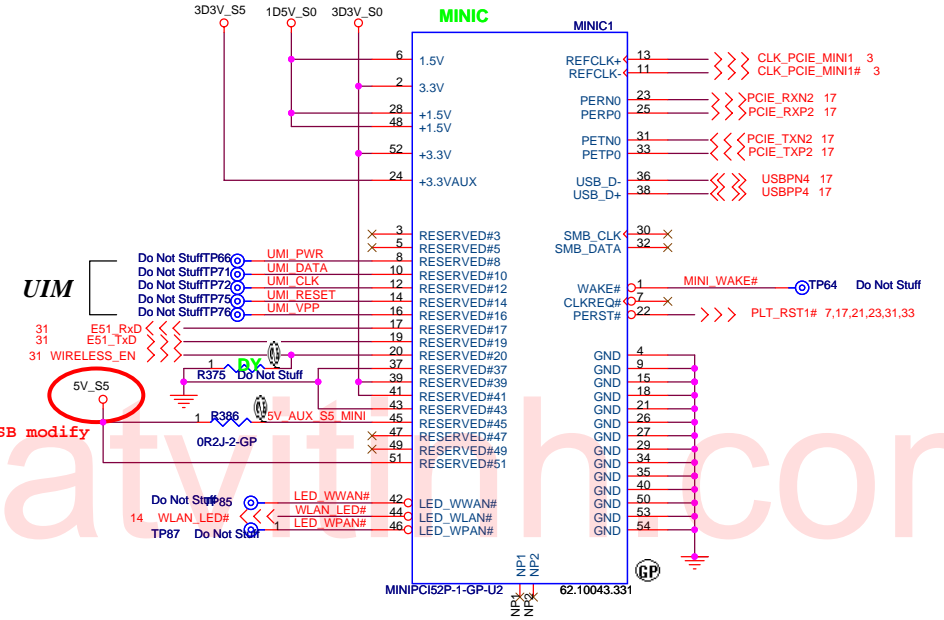 3D3V_S5 1D5V_S0 3D3V_S0
MINIC
MINIC1
6 1.5V REFCLK+ 13 CLK_PCIE_MINI1 3
REFCLK- 11 CLK_PCIE_MINI1# 3
2 3.3V
PERN0 23 PCIE_RXN2 17
28 +1.5V PERP0 25 PCIE_RXP2 17
48 +1.5V
PETN0 31 PCIE_TXN2 17
52 +3.3V PETP0 33 PCIE_TXP2 17
24 +3.3VAUX USB_D- 36 USBPN4 17
USB_D+ 38 USBPP4 17
3 RESERVED#3 SMB_CLK 30
5 RESERVED#5 SMB_DATA 32
UIM
Do Not StuffTP66 UMI_PWR 8 RESERVED#8
Do Not StuffTP71 UMI_DATA 10 RESERVED#10
Do Not StuffTP72 UMI_CLK 12 RESERVED#12 WAKE# 1 MINI_WAKE# TP64 Do Not Stuff
Do Not StuffTP75 UMI_RESET 14 RESERVED#14 CLKREQ# 7
Do Not StuffTP76 UMI_VPP 16 RESERVED#16 PERST# 22 PLT_RST1# 7,17,21,23,31,33
31 E51_RxD 17 RESERVED#17
31 E51_TxD 19 RESERVED#19
31 WIRELESS_EN 20 RESERVED#20 GND 4
DY
1 R375 Do Not Stuff 37 RESERVED#37 GND 9
39 RESERVED#39 GND 15
5V_S5 41 RESERVED#41 GND 18
43 RESERVED#43 GND 21
1 R386 5V_AUX_S5_MINI 45 RESERVED#45 GND 26
SB modify 47 RESERVED#47 GND 27
0R2J-2-GP 49 RESERVED#49 GND 29
51 RESERVED#51 GND 34
GND 35
GND 40
Do Not Stuff TP85 LED_WWAN# 42 LED_WWAN# GND 50
14 WLAN_LED# WLAN_LED# 44 LED_WLAN# GND 53
TP87 Do Not Stuff 1 LED_WPAN# 46 LED_WPAN# GND 54
NP1 NP2
GP
MINIPCI52P-1-GP-U2 62.10043.331
NP1 NP2